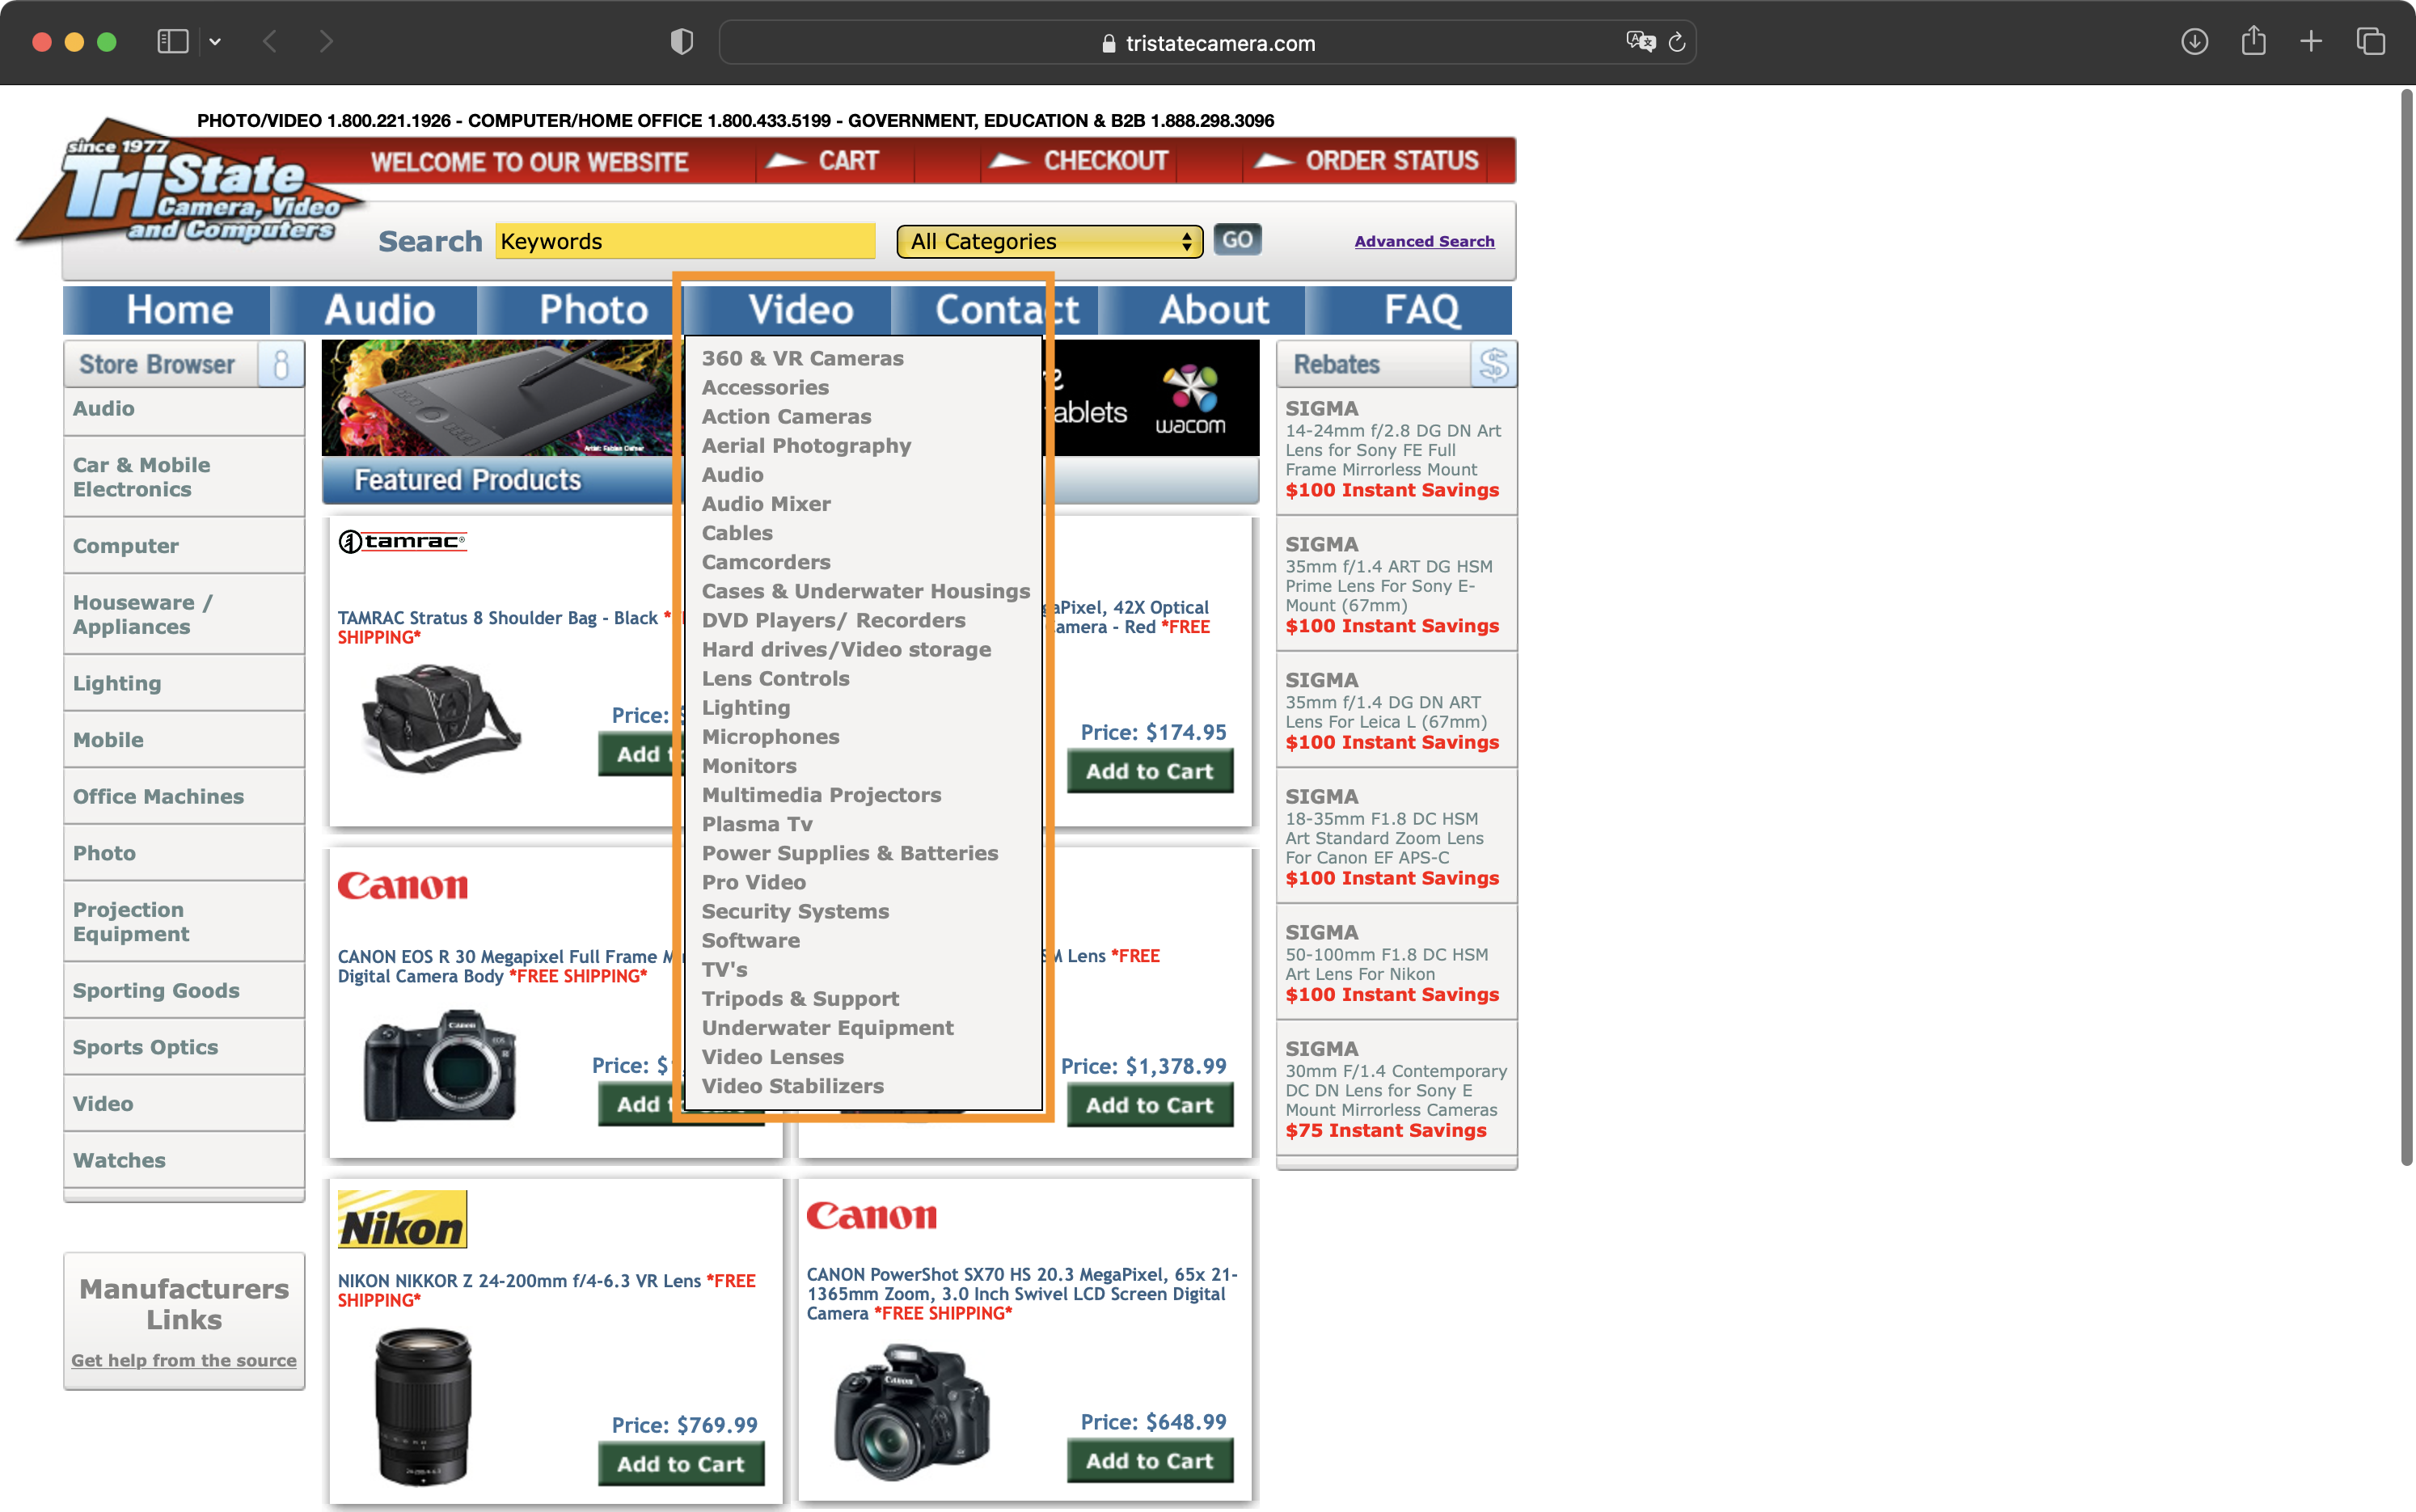 tristatecamera.com
PHOTO/VIDEO 1.800.221.1926 - COMPUTER/HOME OFFICE 1.800.433.5199 - GOVERNMENT, EDUCATION & B2B 1.888.298.3096
since 1977
TriState
Camera, Video
and Computers
WELCOME TO OUR WEBSITE
CART
CHECKOUT
ORDER STATUS
Search
Keywords
All Categories
GO
Advanced Search
Home
Audio
Photo
Video
Contact
About
FAQ
Store Browser
Audio
Car & Mobile
Electronics
Computer
Houseware /
Appliances
Lighting
Mobile
Office Machines
Photo
Projection
Equipment
Sporting Goods
Sports Optics
Video
Watches
Manufacturers
Links
Get help from the source
wacom
Featured Products
tamrac
TAMRAC Stratus 8 Shoulder Bag - Black
SHIPPING*
Price:
Add
Canon
CANON EOS R 30 Megapixel Full Frame
Digital Camera Body *FREE SHIPPING*
Price: $
Add
Nikon
NIKON NIKKOR Z 24-200mm f/4-6.3 VR Lens *FREE
SHIPPING*
Price: $769.99
Add to Cart
360 & VR Cameras
Accessories
Action Cameras
Aerial Photography
Audio
Audio Mixer
Cables
Camcorders
Cases & Underwater Housings
DVD Players/ Recorders
Hard drives/Video storage
Lens Controls
Lighting
Microphones
Monitors
Multimedia Projectors
Plasma Tv
Power Supplies & Batteries
Pro Video
Security Systems
Software
TV's
Tripods & Support
Underwater Equipment
Video Lenses
Video Stabilizers
42X Optical
- Red *FREE
Price: $174.95
Add to Cart
Lens *FREE
Price: $1,378.99
Add to Cart
Canon
CANON PowerShot SX70 HS 20.3 MegaPixel, 65x 21-
1365mm Zoom, 3.0 Inch Swivel LCD Screen Digital
Camera *FREE SHIPPING*
Price: $648.99
Add to Cart
Rebates
SIGMA
14-24mm f/2.8 DG DN Art
Lens for Sony FE Full
Frame Mirrorless Mount
$100 Instant Savings
SIGMA
35mm f/1.4 ART DG HSM
Prime Lens For Sony E-
Mount (67mm)
$100 Instant Savings
SIGMA
35mm f/1.4 DG DN ART
Lens For Leica L (67mm)
$100 Instant Savings
SIGMA
18-35mm F1.8 DC HSM
Art Standard Zoom Lens
For Canon EF APS-C
$100 Instant Savings
SIGMA
50-100mm F1.8 DC HSM
Art Lens For Nikon
$100 Instant Savings
SIGMA
30mm F/1.4 Contemporary
DC DN Lens for Sony E
Mount Mirrorless Cameras
$75 Instant Savings